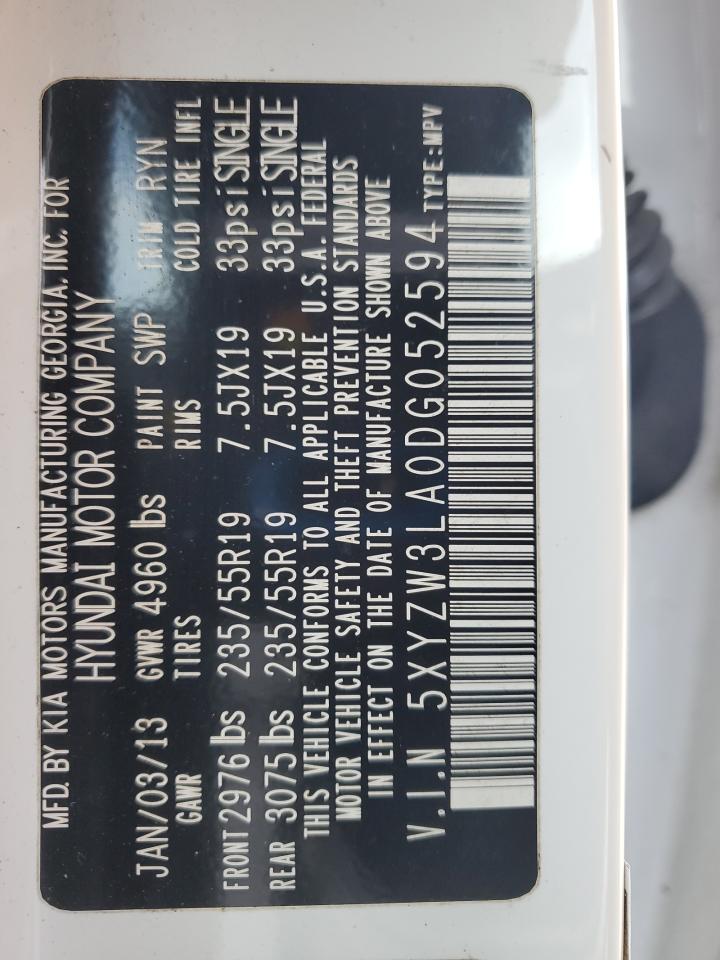 MFD. BY KIA MOTORS MANUFACTURING GEORGIA, INC. FOR
HYUNDAI MOTOR COMPANY
JAN/03/13 GVWR 4960 lbs PAINT SWP TRIM RYN
GAWR TIRES RIMS COLD TIRE INFL
FRONT 2976 lbs 235/55R19 7.5JX19 33psi SINGLE
REAR 3075 lbs 235/55R19 7.5JX19 33psi SINGLE
THIS VEHICLE CONFORMS TO ALL APPLICABLE U.S.A. FEDERAL
MOTOR VEHICLE SAFETY AND THEFT PREVENTION STANDARDS
IN EFFECT ON THE DATE OF MANUFACTURE SHOWN ABOVE
V.I.N 5XYZW3LA0DG052594 TYPE:MPV